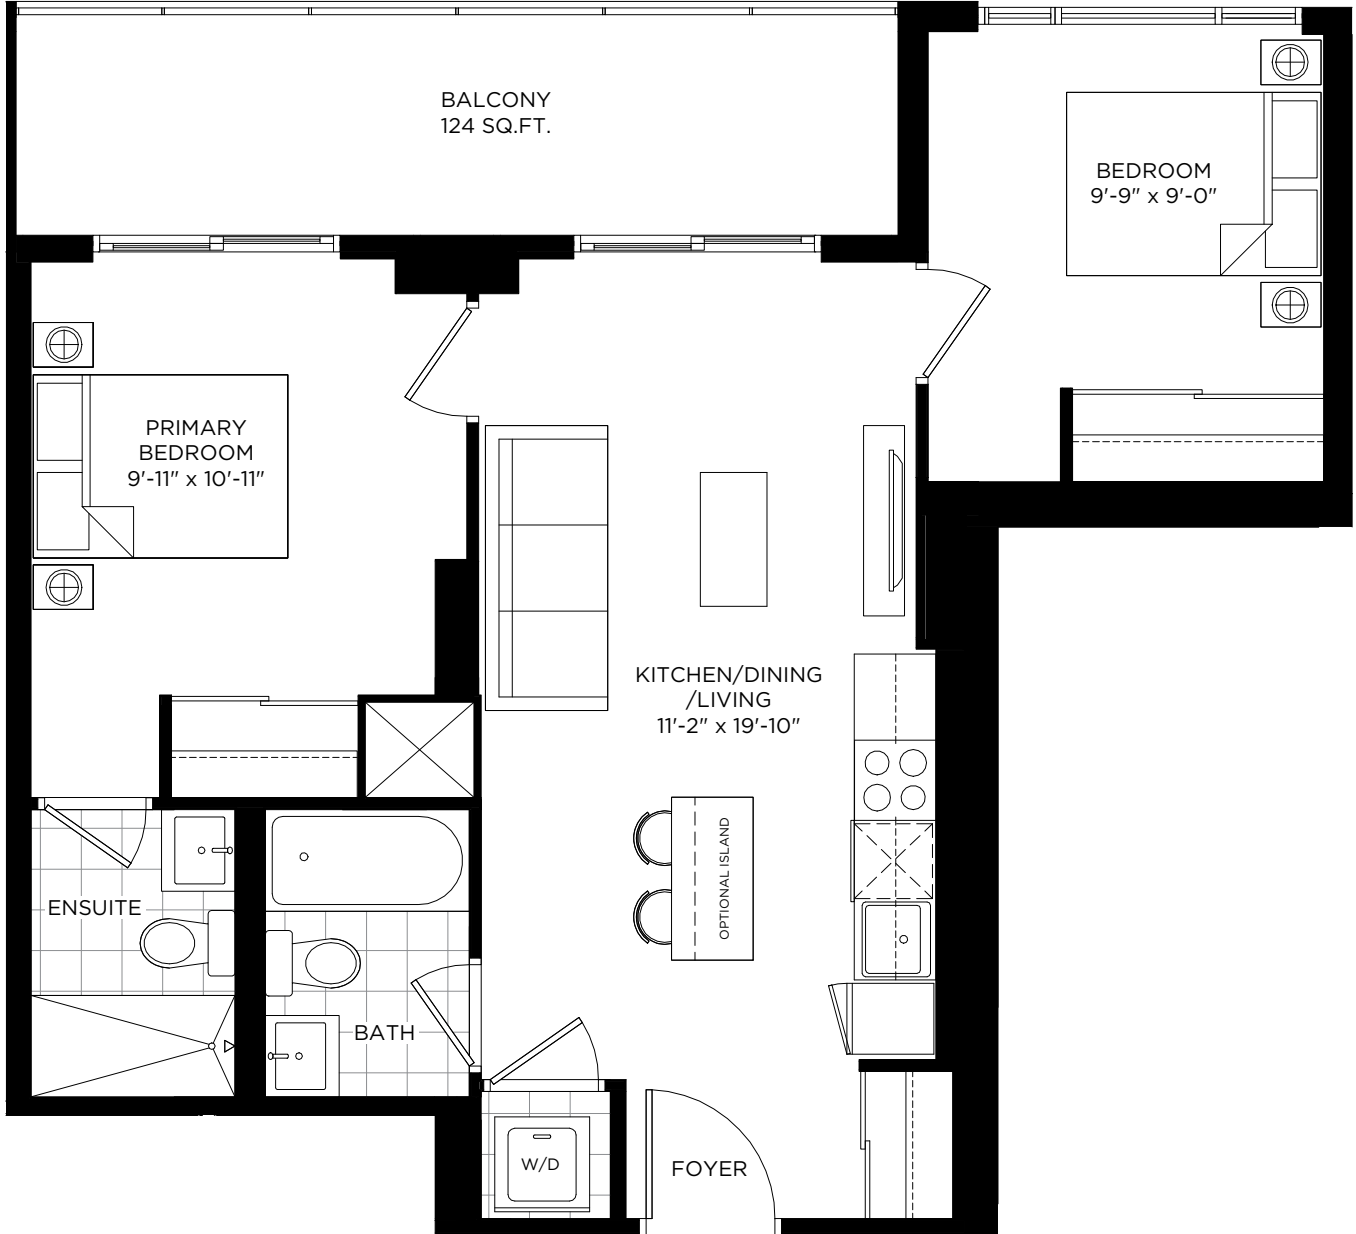 BALCONY
124 SQ.FT.
BEDROOM
9'-9" x 9'-0"
PRIMARY
BEDROOM
9'-11" x 10'-11"
KITCHEN/DINING
/LIVING
11'-2" x 19'-10"
OPTIONAL ISLAND
ENSUITE
BATH
W/D
FOYER